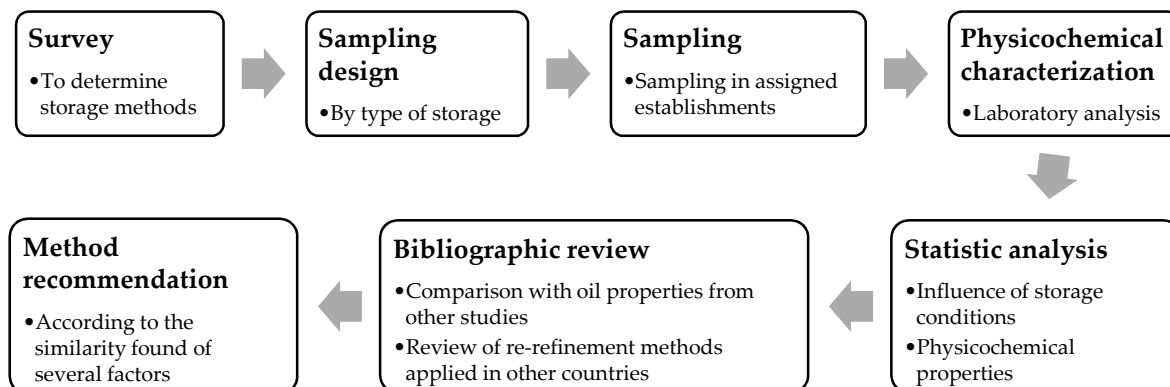 Survey
•To determine
storage methods
Sampling
design
•By type of storage
Sampling
•Sampling in assigned
establishments
Physicochemical
characterization
•Laboratory analysis
Statistic analysis
•Influence of storage
conditions
•Physicochemical
properties
Bibliographic review
•Comparison with oil properties from
other studies
•Review of re-refinement methods
applied in other countries
Method
recommendation
•According to the
similarity found of
several factors